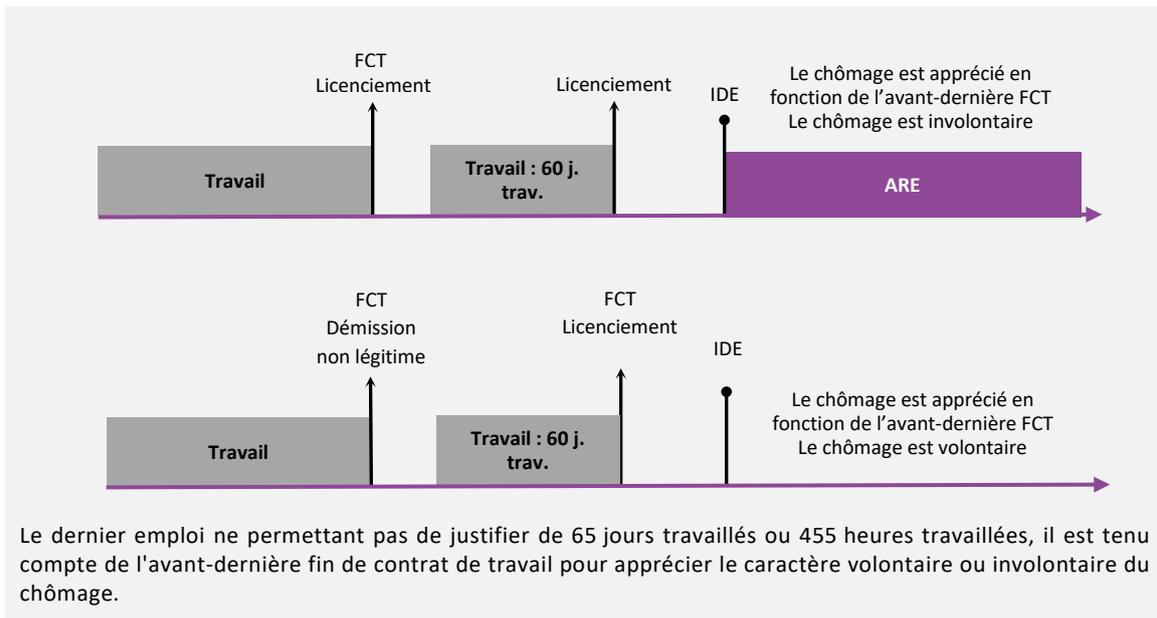 FCT
Licenciement
Licenciement
IDE
Le chômage est apprécié en
fonction de l’avant-dernière FCT
Le chômage est involontaire
Travail
Travail : 60 j.
trav.
ARE
FCT
Démission
non légitime
FCT
Licenciement
IDE
Le chômage est apprécié en
fonction de l’avant-dernière FCT
Le chômage est volontaire
Travail
Travail : 60 j.
trav.
Le dernier emploi ne permettant pas de justifier de 65 jours travaillés ou 455 heures travaillées, il est tenu
compte de l'avant-dernière fin de contrat de travail pour apprécier le caractère volontaire ou involontaire du
chômage.